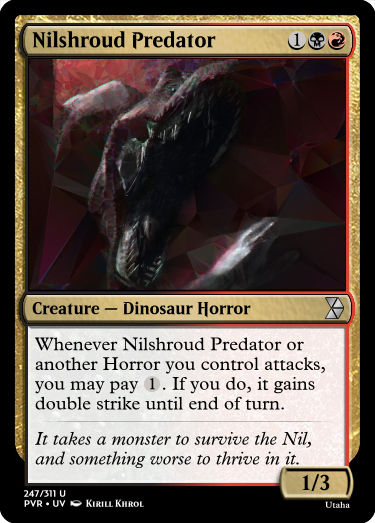 Nilshroud Predator 1
Creature — Dinosaur Horror
Whenever Nilshroud Predator or
another Horror you control attacks,
you may pay 1. If you do, it gains
double strike until end of turn.
It takes a monster to survive the Nil,
and something worse to thrive in it.
1/3
247/311 U
PVR • UV KIRILL KHROL
Utaha